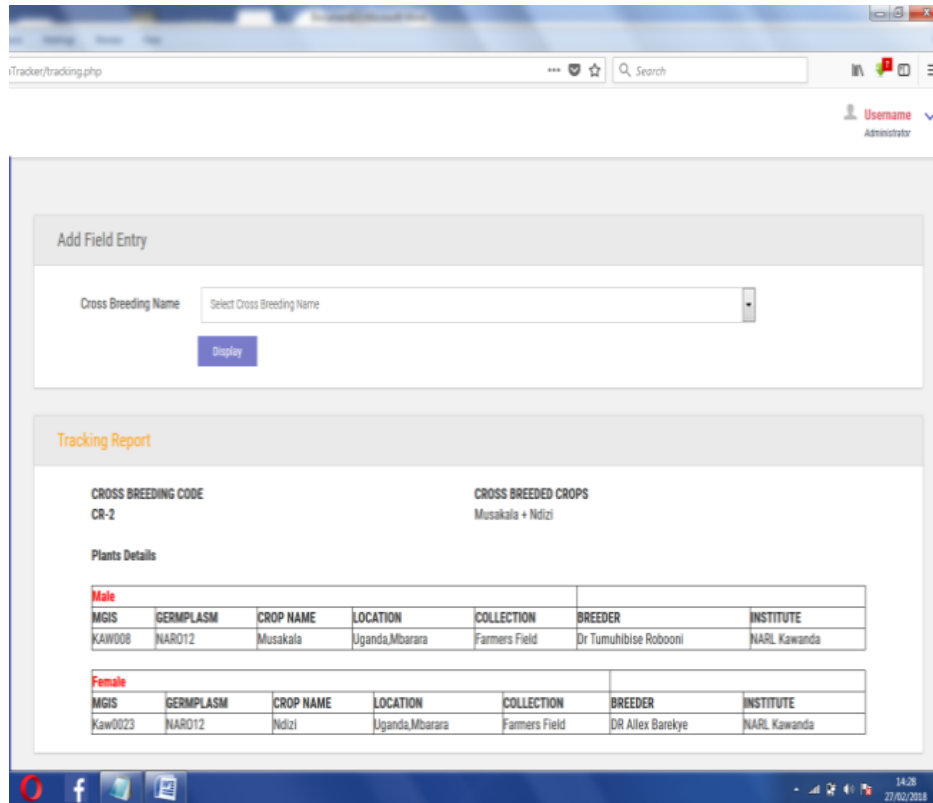 Tracker/tracking.php
Search
Username
Administrator
Add Field Entry
Cross Breeding Name Select Cross Breeding Name
Display
Tracking Report
CROSS BREEDING CODE CROSS BREEDED CROPS
CR-2 Musakala + Ndizi
Plants Details
Male
MGIS GERMPLASM CROP NAME LOCATION COLLECTION BREEDER INSTITUTE
KAW008 NARO12 Musakala Uganda,Mbarara Farmers Field Dr Tumuhibise Robooni NARL Kawanda
Female
MGIS GERMPLASM CROP NAME LOCATION COLLECTION BREEDER INSTITUTE
Kaw0023 NARO12 Ndizi Uganda,Mbarara Farmers Field DR Allex Barekye NARL Kawanda
14:28
27/02/2018